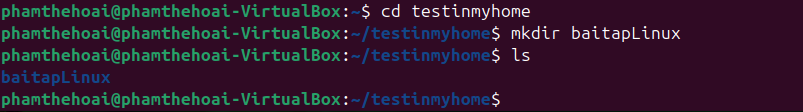 phamthehoai@phamthehoai-VirtualBox:~$ cd testinmyhome
phamthehoai@phamthehoai-VirtualBox:~/testinmyhome$ mkdir baitapLinux
phamthehoai@phamthehoai-VirtualBox:~/testinmyhome$ ls
baitapLinux
phamthehoai@phamthehoai-VirtualBox:~/testinmyhome$